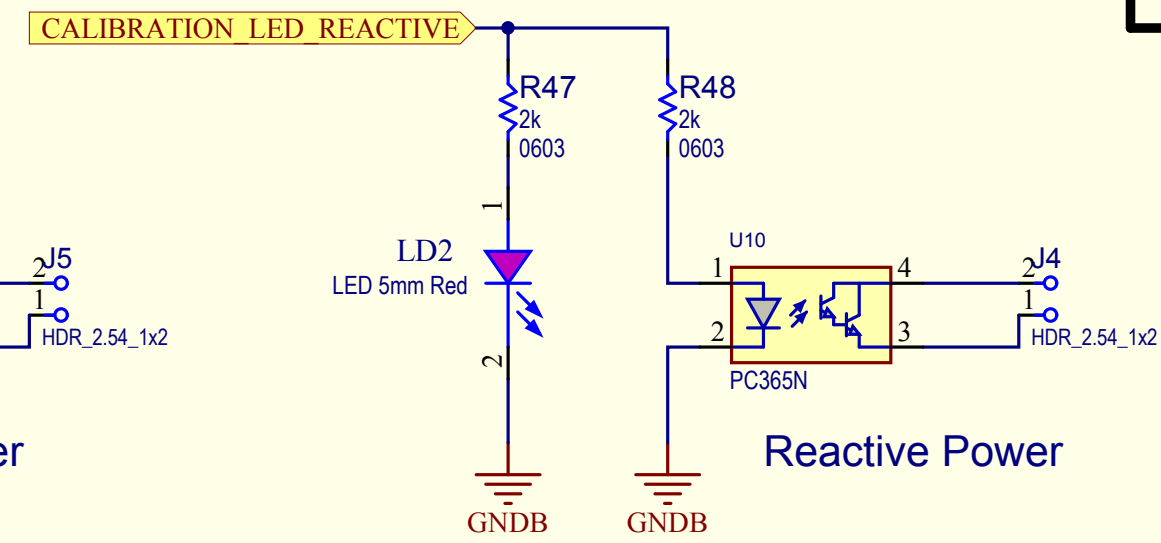 CALIBRATION_LED_REACTIVE
R47
2k
0603
R48
2k
0603
1
LD2
LED 5mm Red
2
GNDB
GNDB
U10
1
2
4
3
PC365N
2
J4
1
HDR_2.54_1x2
Reactive Power
2
J5
1
HDR_2.54_1x2
er